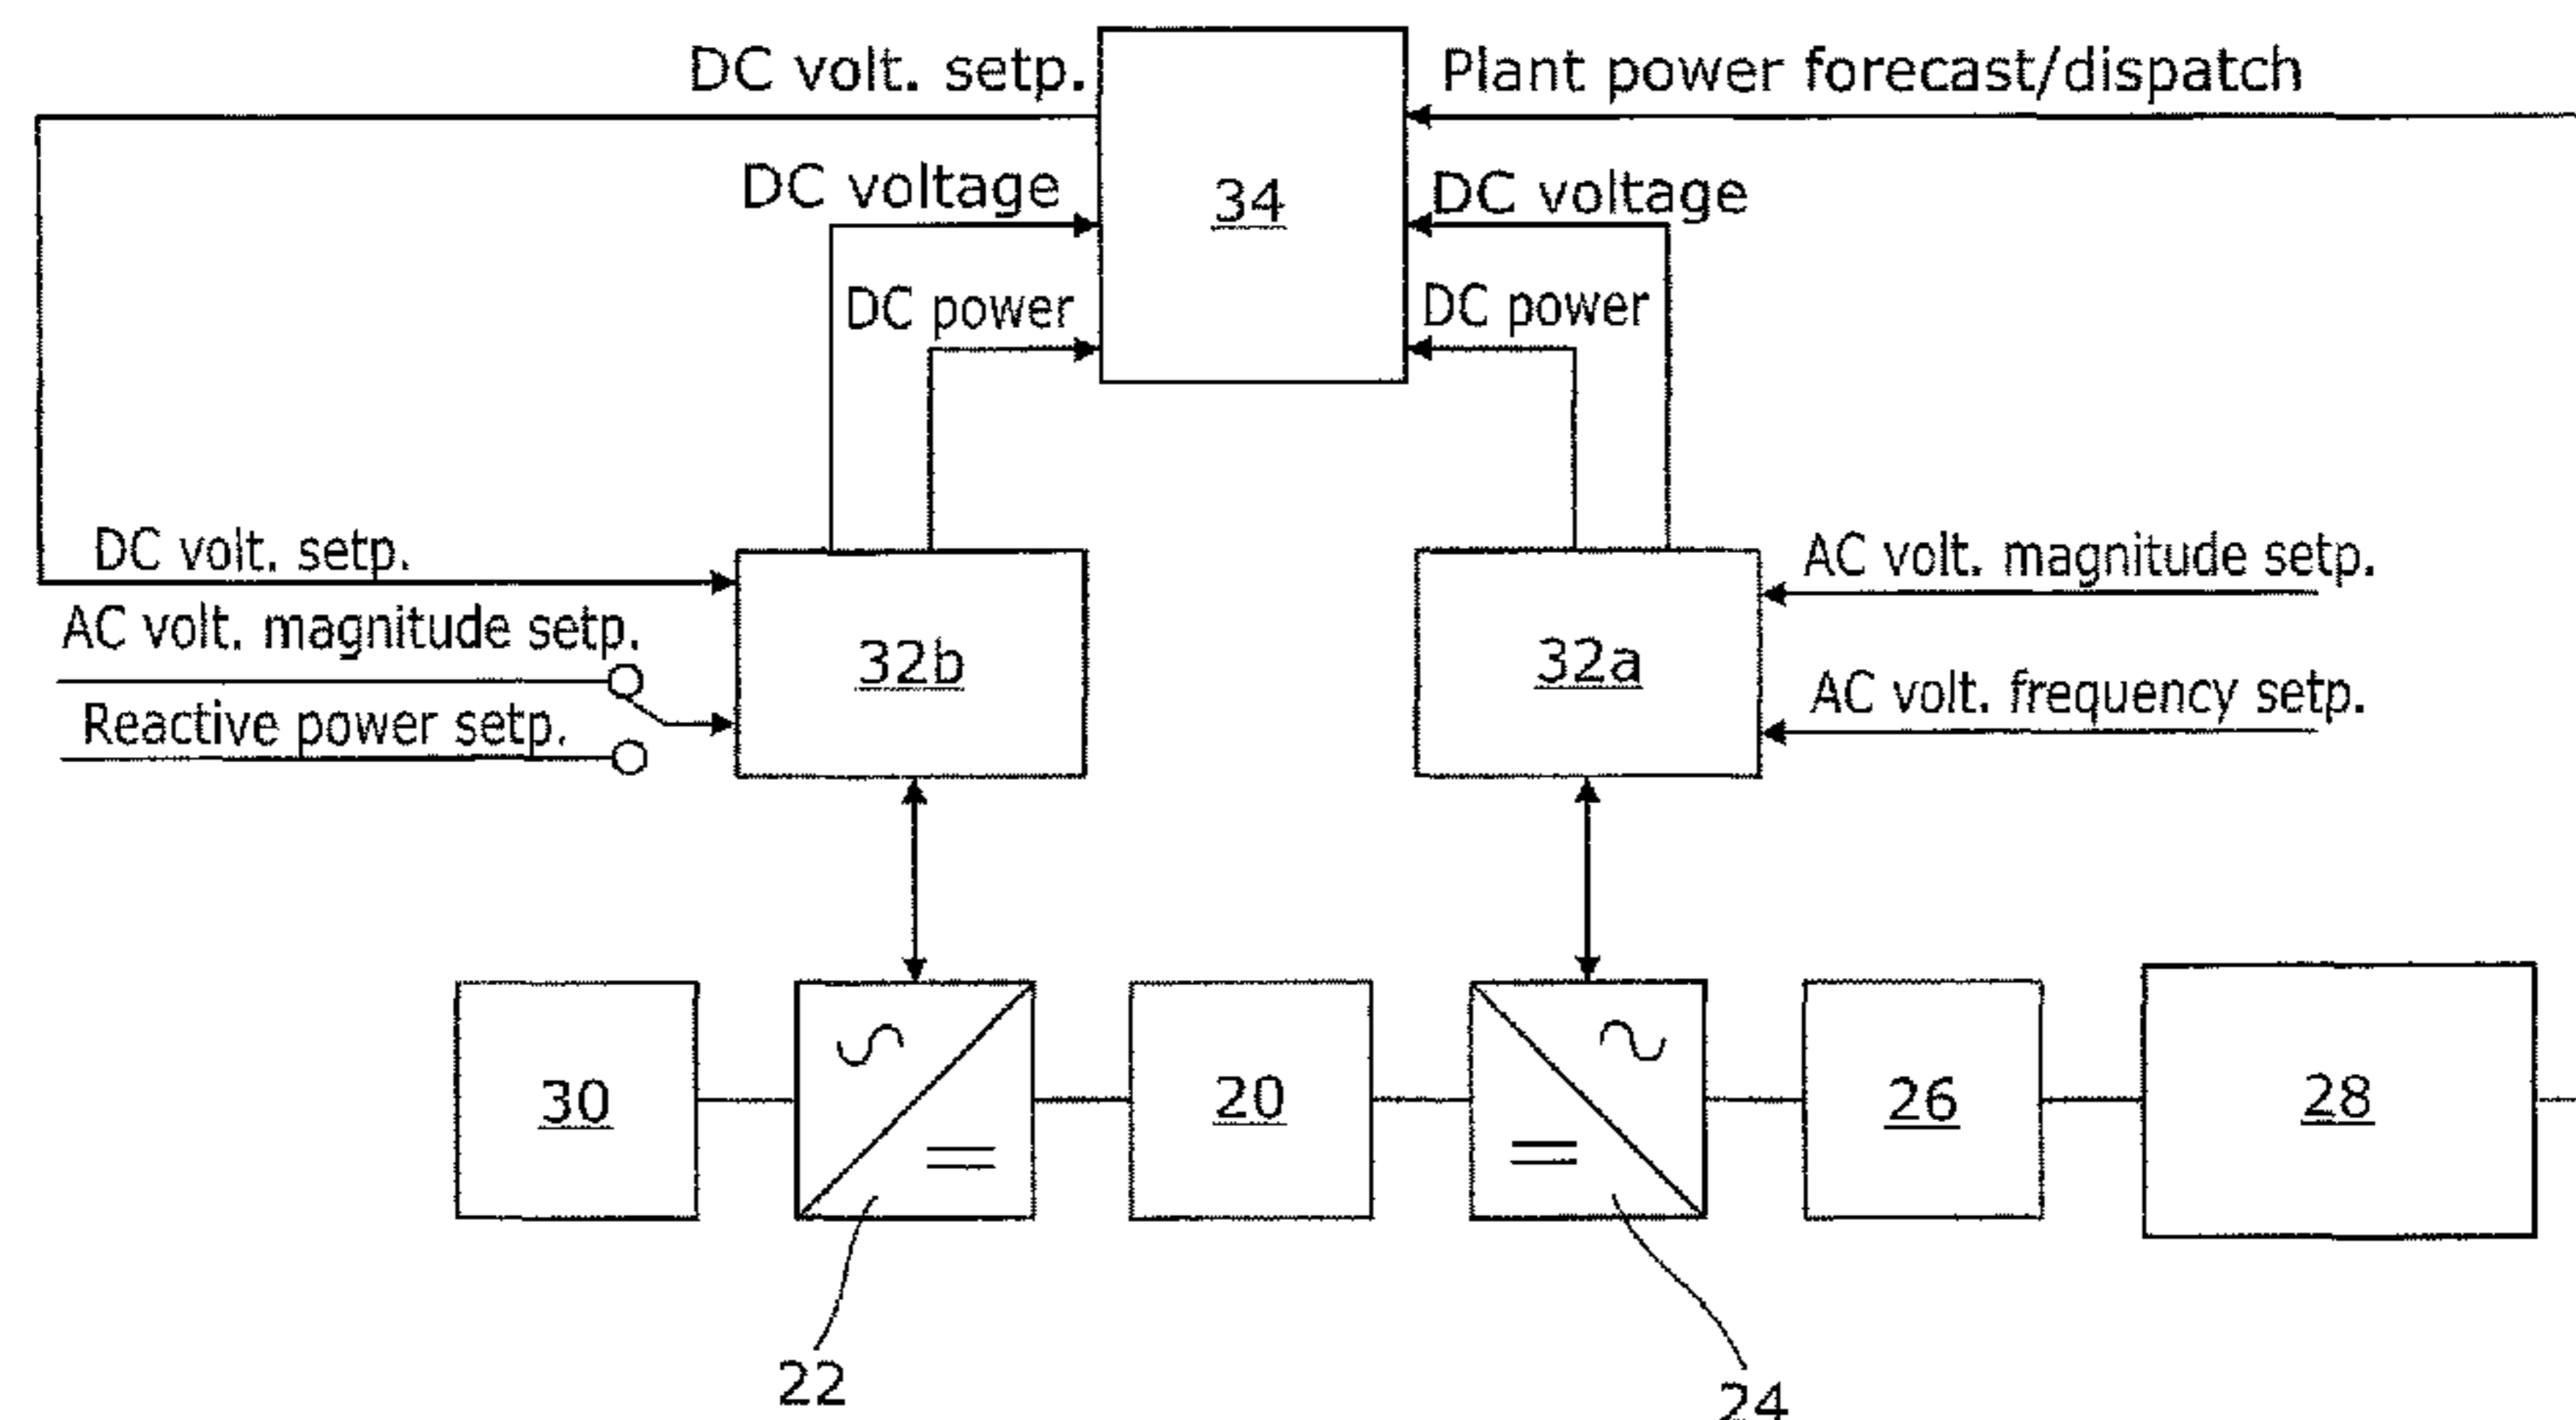 DC volt. setp.
Plant power forecast/dispatch
DC voltage
34
DC voltage
DC power
DC power
DC volt. setp.
AC volt. magnitude setp.
AC volt. magnitude setp.
32b
32a
Reactive power setp.
AC volt. frequency setp.
30
20
26
28
22
24